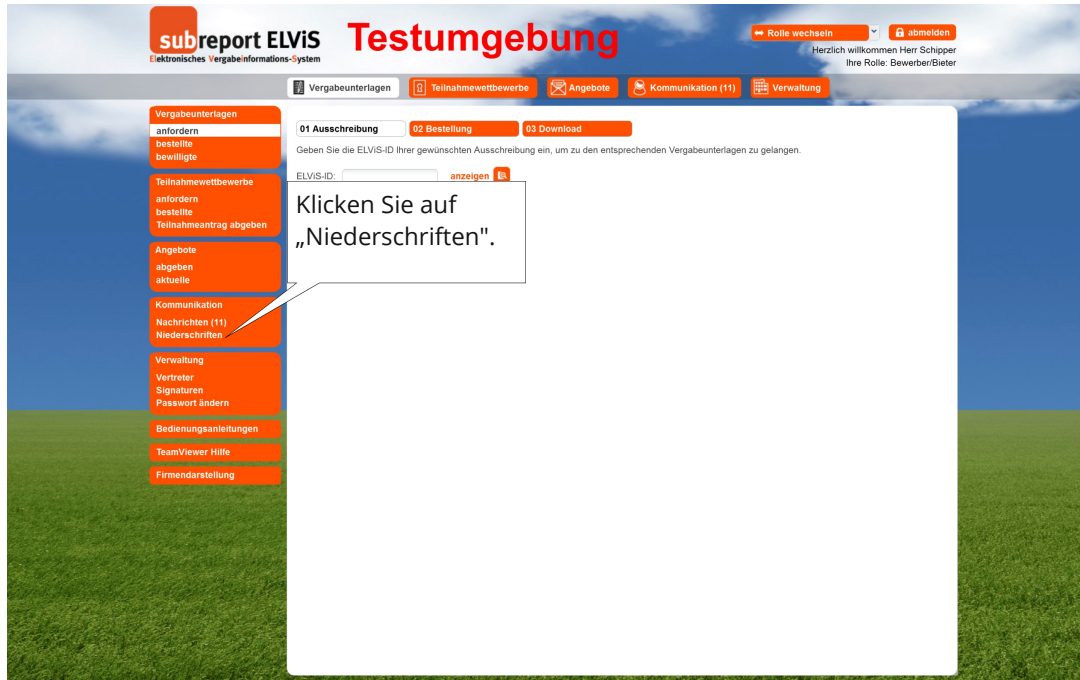 subreport ELViS
Elektronisches Vergabeinformations-System
Testumgebung
Rolle wechseln
abmelden
Herzlich willkommen Herr Schipper
Ihre Rolle: Bewerber/Bieter
Vergabeunterlagen
Teilnahmewettbewerbe
Angebote
Kommunikation (11)
Verwaltung
Vergabeunterlagen
anfordern
bestellte
bewilligte
Teilnahmewettbewerbe
anfordern
bestellte
Teilnahmeantrag abgeben
Angebote
abgeben
aktuelle
Kommunikation
Nachrichten (11)
Niederschriften
Verwaltung
Vertreter
Signaturen
Passwort ändern
Bedienungsanleitungen
TeamViewer Hilfe
Firmendarstellung
01 Ausschreibung
02 Bestellung
03 Download
Geben Sie die ELViS-ID Ihrer gewünschten Ausschreibung ein, um zu den entsprechenden Vergabeunterlagen zu gelangen.
ELViS-ID:
anzeigen
Klicken Sie auf
„Niederschriften".